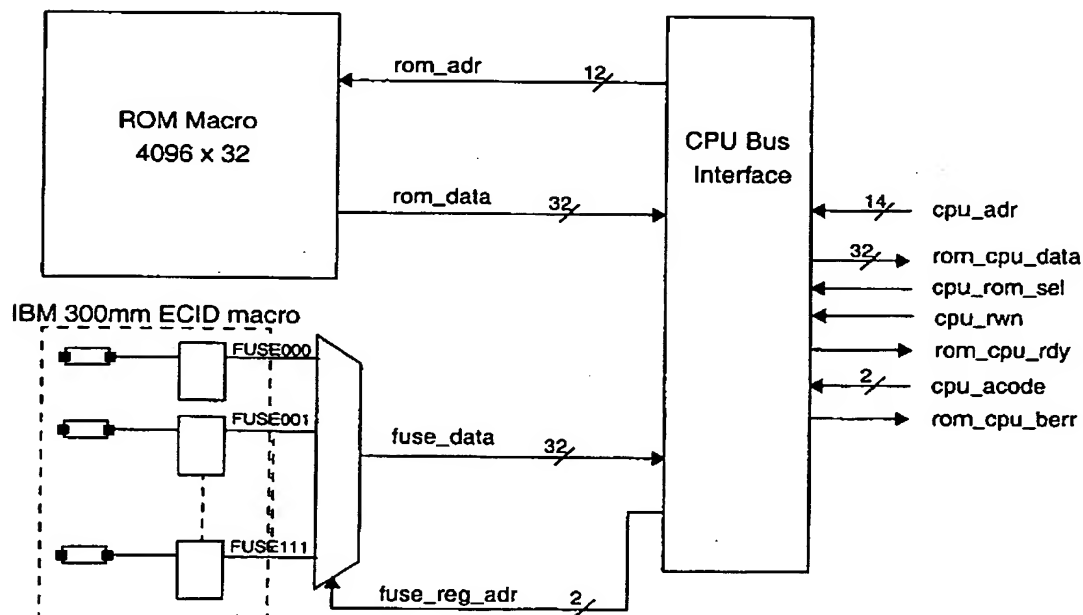 ROM Macro
4096 x 32
rom_adr
12
rom_data
32
CPU Bus
Interface
14
cpu_adr
32
rom_cpu_data
cpu_rom_sel
cpu_rwn
rom_cpu_rdy
2
cpu_acode
rom_cpu_berr
IBM 300mm ECID macro
FUSE000
FUSE001
FUSE111
fuse_data
32
fuse_reg_adr
2